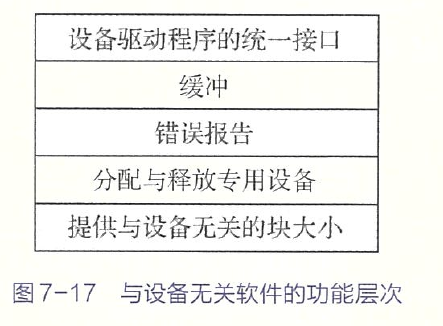 设备驱动程序的统一接口
缓冲
错误报告
分配与释放专用设备
提供与设备无关的块大小
图7-17 与设备无关软件的功能层次